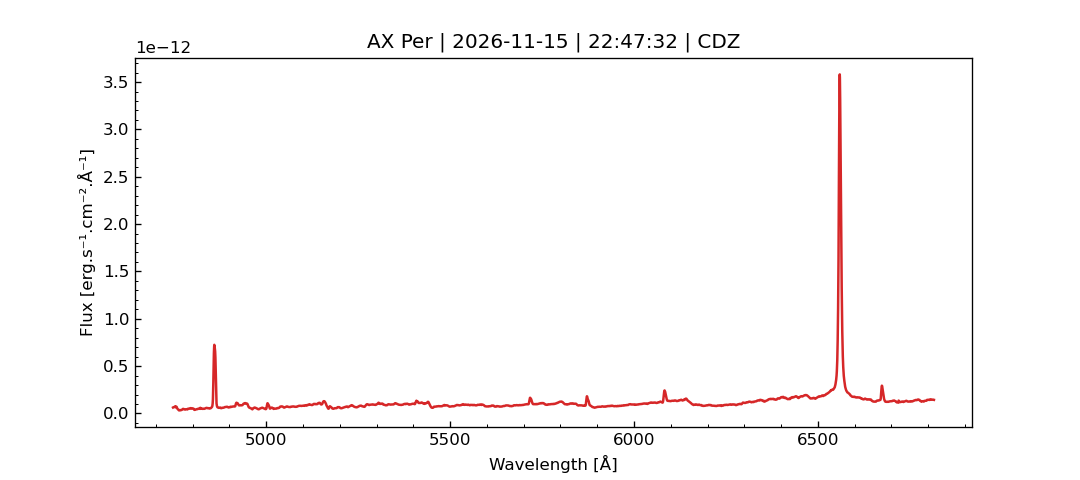 AX Per | 2026-11-15 | 22:47:32 | CDZ
1e−12
3.5
3.0
2.5
2.0
1.5
1.0
0.5
0.0
Flux [erg.s⁻¹.cm⁻².Å⁻¹]
5000 5500 6000 6500
Wavelength [Å]